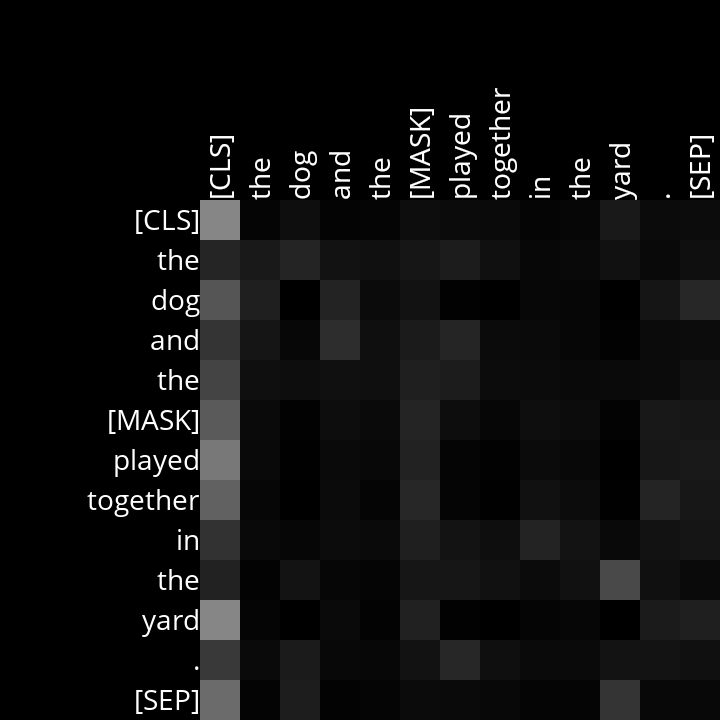 [CLS] the dog and the [MASK] played together in the yard . [SEP]
[CLS]
the
dog
and
the
[MASK]
played
together
in
the
yard
.
[SEP]